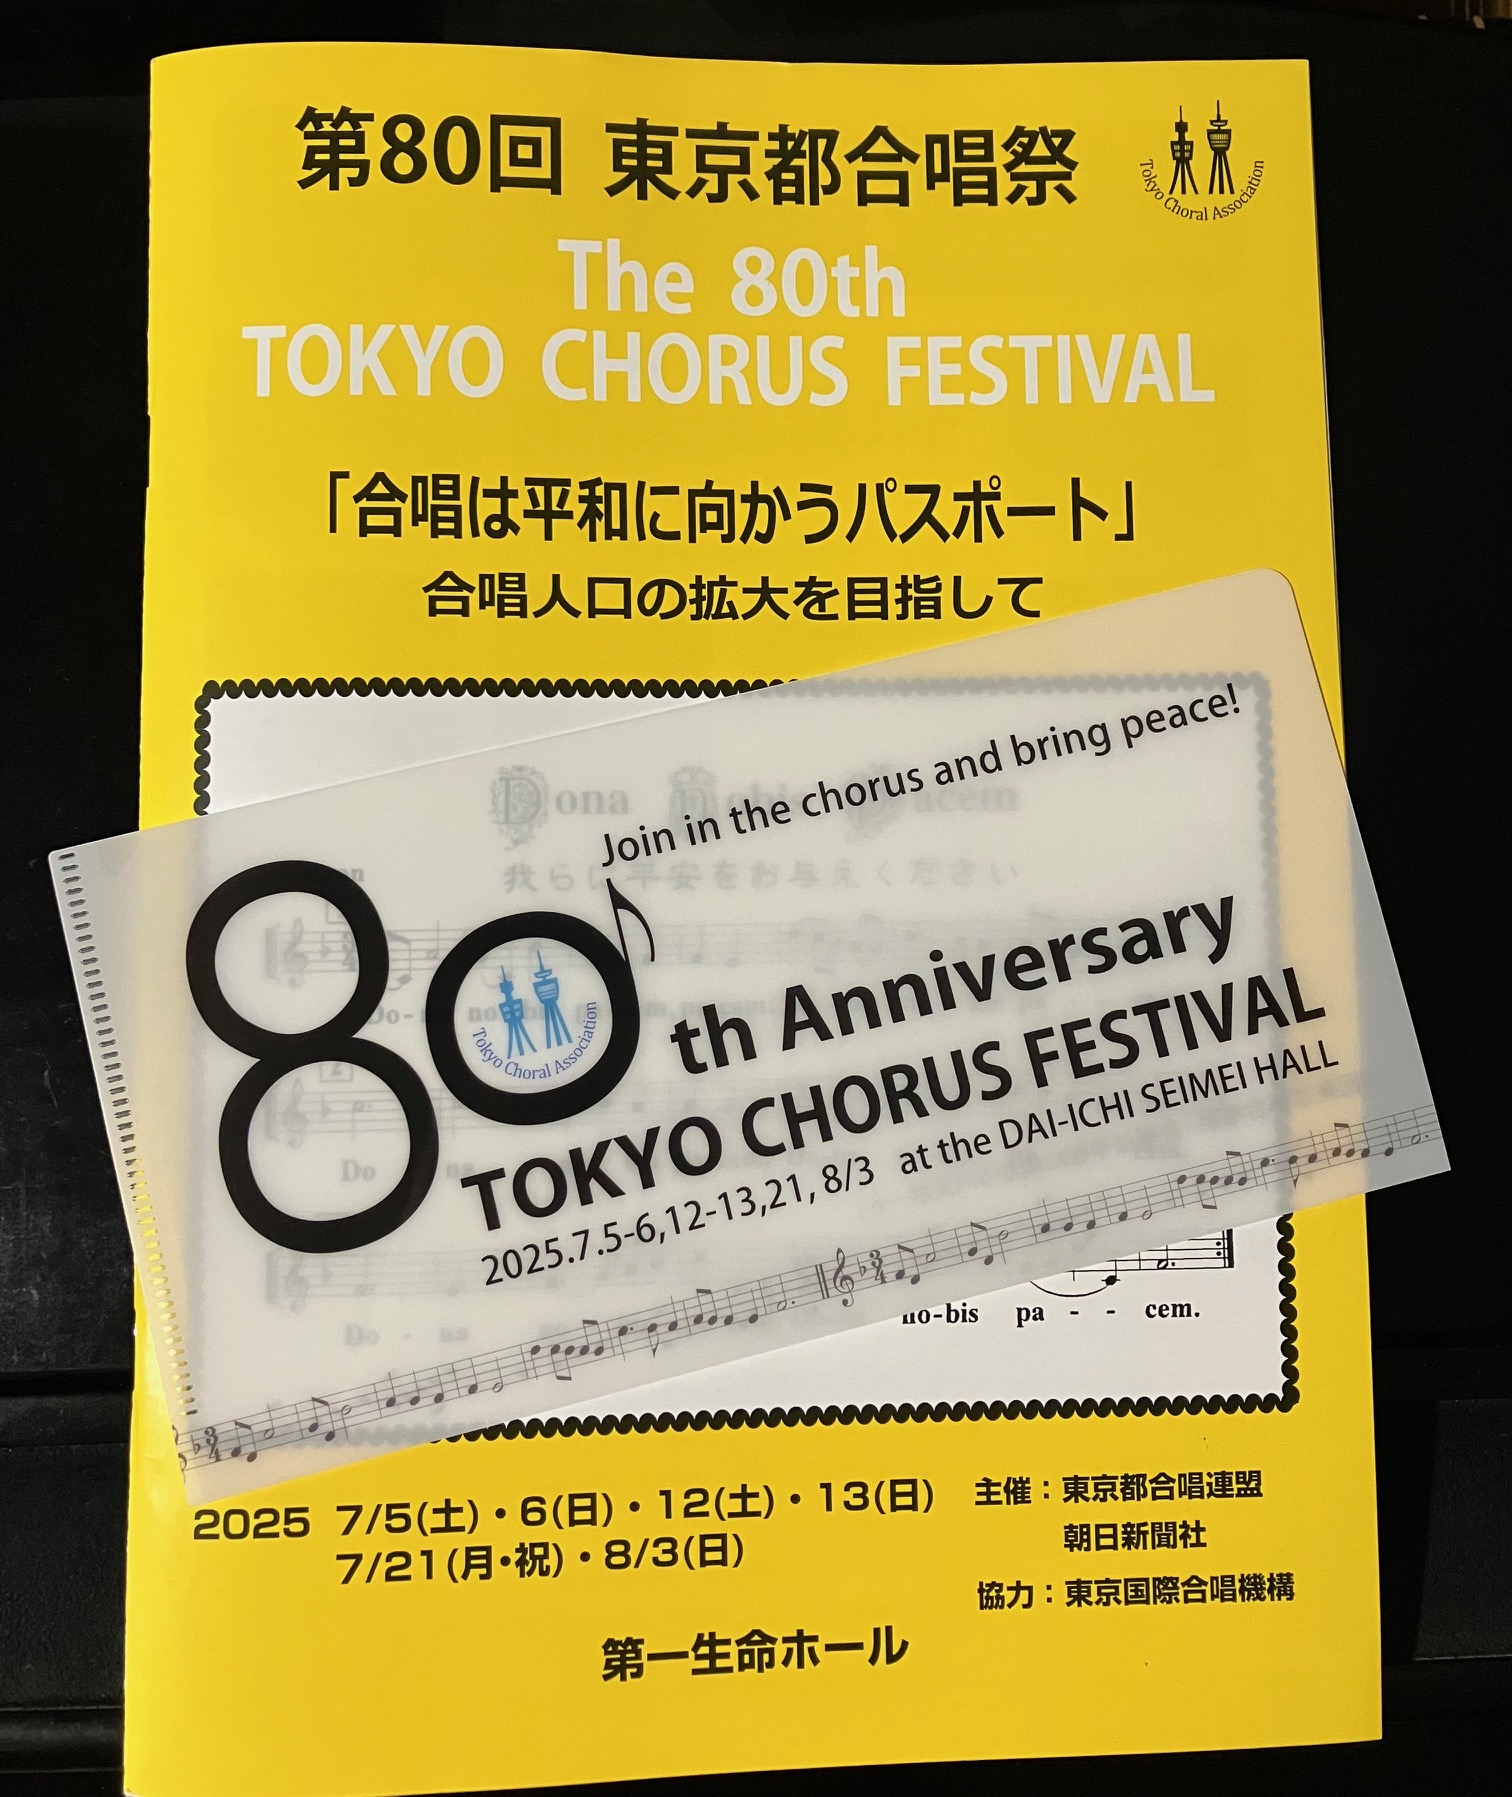 第80回 東京都合唱祭
Tokyo Choral Association
The 80th
TOKYO CHORUS FESTIVAL
「合唱は平和に向かうパスポート」
合唱人口の拡大を目指して
Dona Nobis Pacem
我らに平安をお与えください
Join in the chorus and bring peace!
80th Anniversary
Tokyo Choral Association
TOKYO CHORUS FESTIVAL
2025.7.5-6,12-13,21, 8/3 at the DAI-ICHI SEIMEI HALL
no-bis pa - - cem.
2025 7/5(土)・6(日)・12(土)・13(日)
7/21(月・祝)・8/3(日)
主催：東京都合唱連盟
朝日新聞社
協力：東京国際合唱機構
第一生命ホール